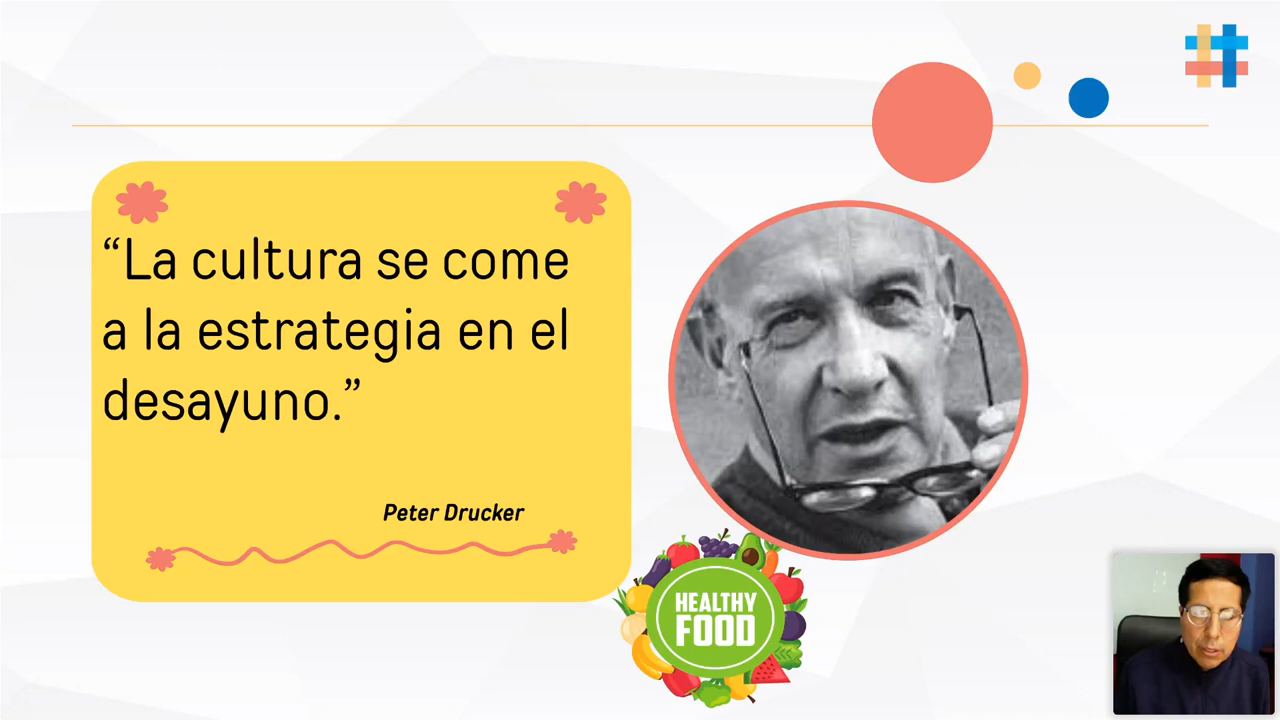 “La cultura se come
a la estrategia en el
desayuno.”
Peter Drucker
HEALTHY
FOOD